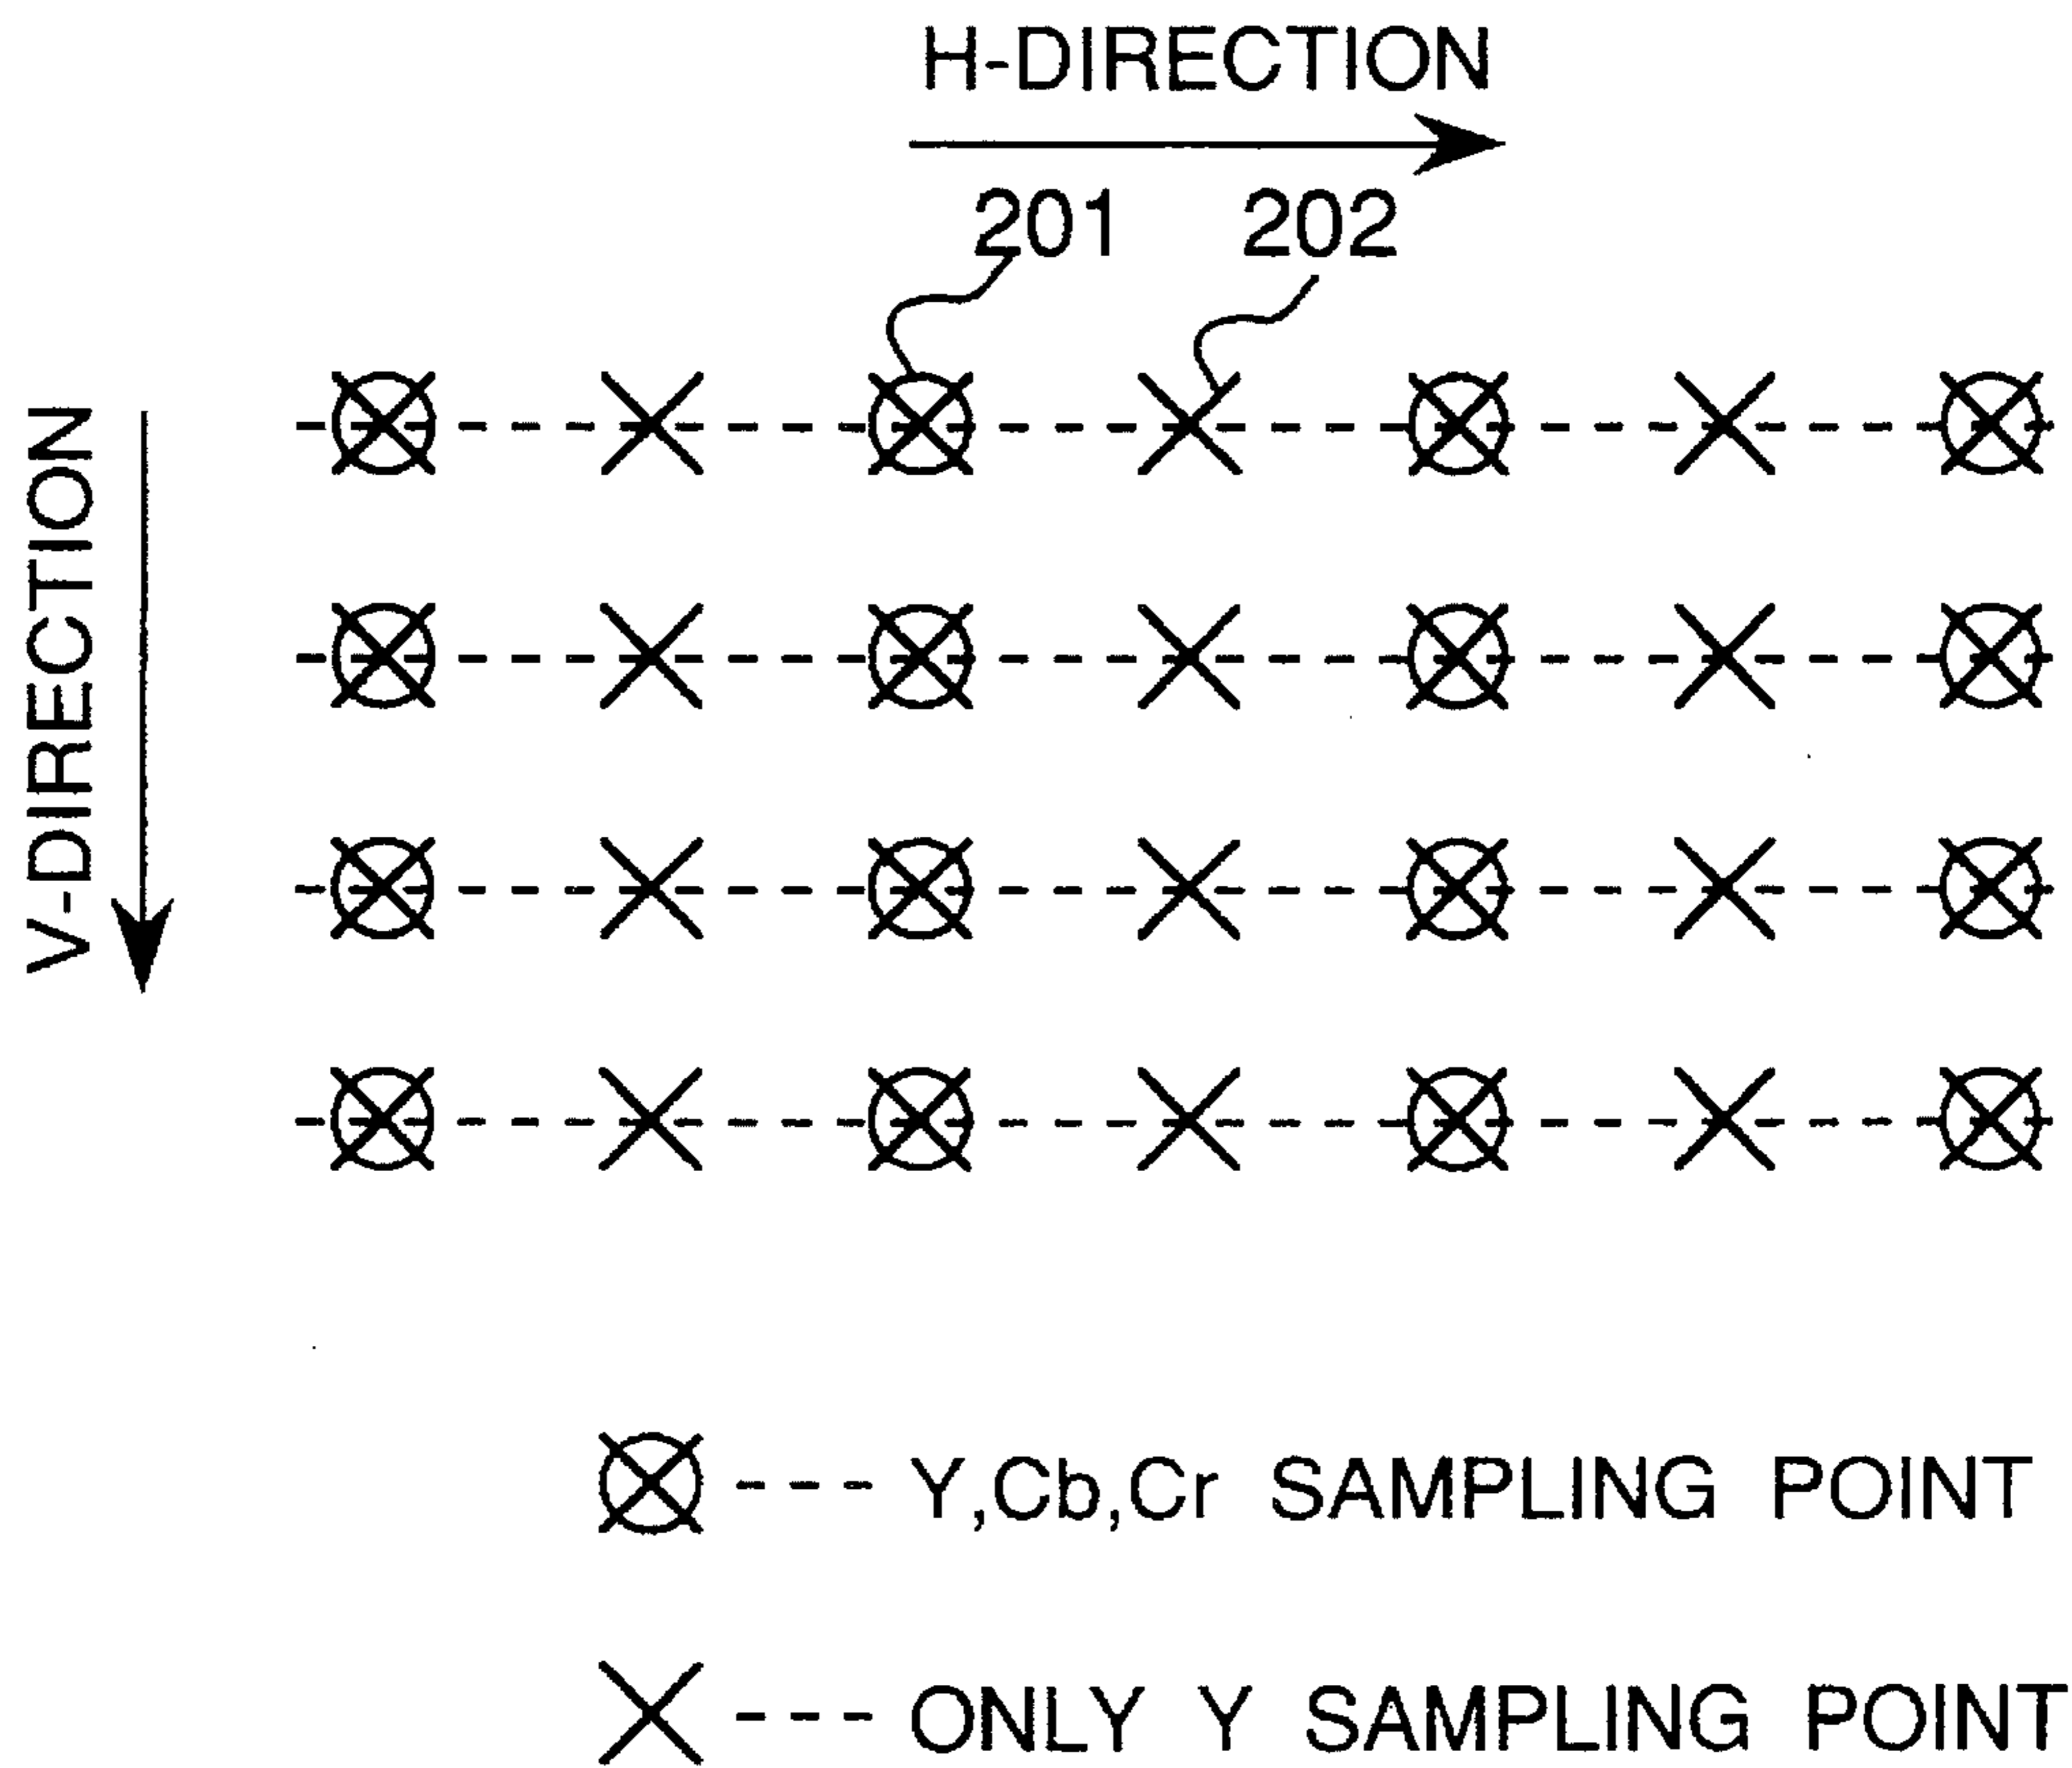 H-DIRECTION
201 202
V-DIRECTION
Y,Cb,Cr SAMPLING POINT
ONLY Y SAMPLING POINT